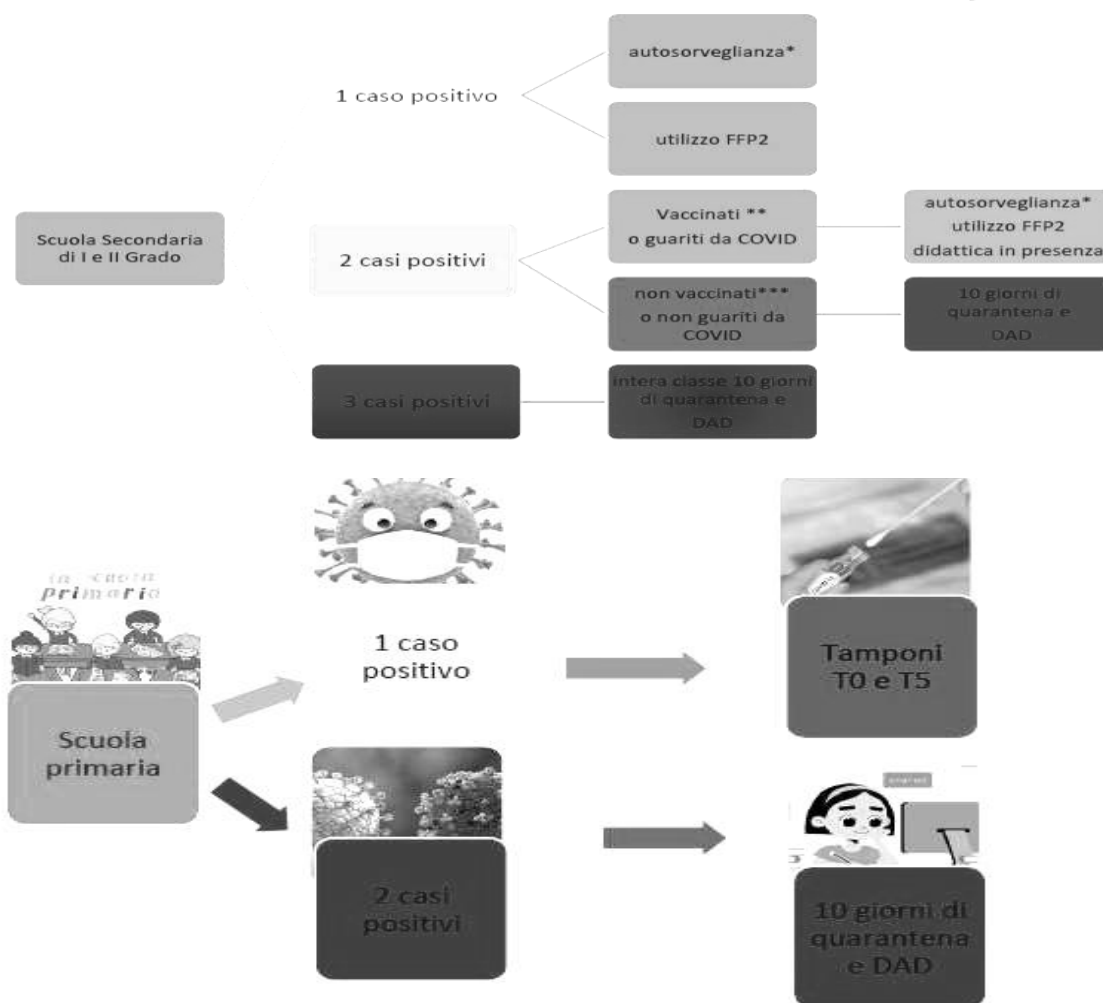 autosorveglianza*
1 caso positivo
utilizzo FFP2
Scuola Secondaria
di I e II Grado
2 casi positivi
Vaccinati **
o guariti da COVID
autosorveglianza*
utilizzo FFP2
didattica in presenza
non vaccinati***
o non guariti da
COVID
10 giorni di
quarantena e
DAD
3 casi positivi
intera classe 10 giorni
di quarantena e
DAD
la scuola
primaria
1 caso
positivo
Tamponi
T0 e T5
Scuola
primaria
2 casi
positivi
10 giorni di
quarantena
e DAD